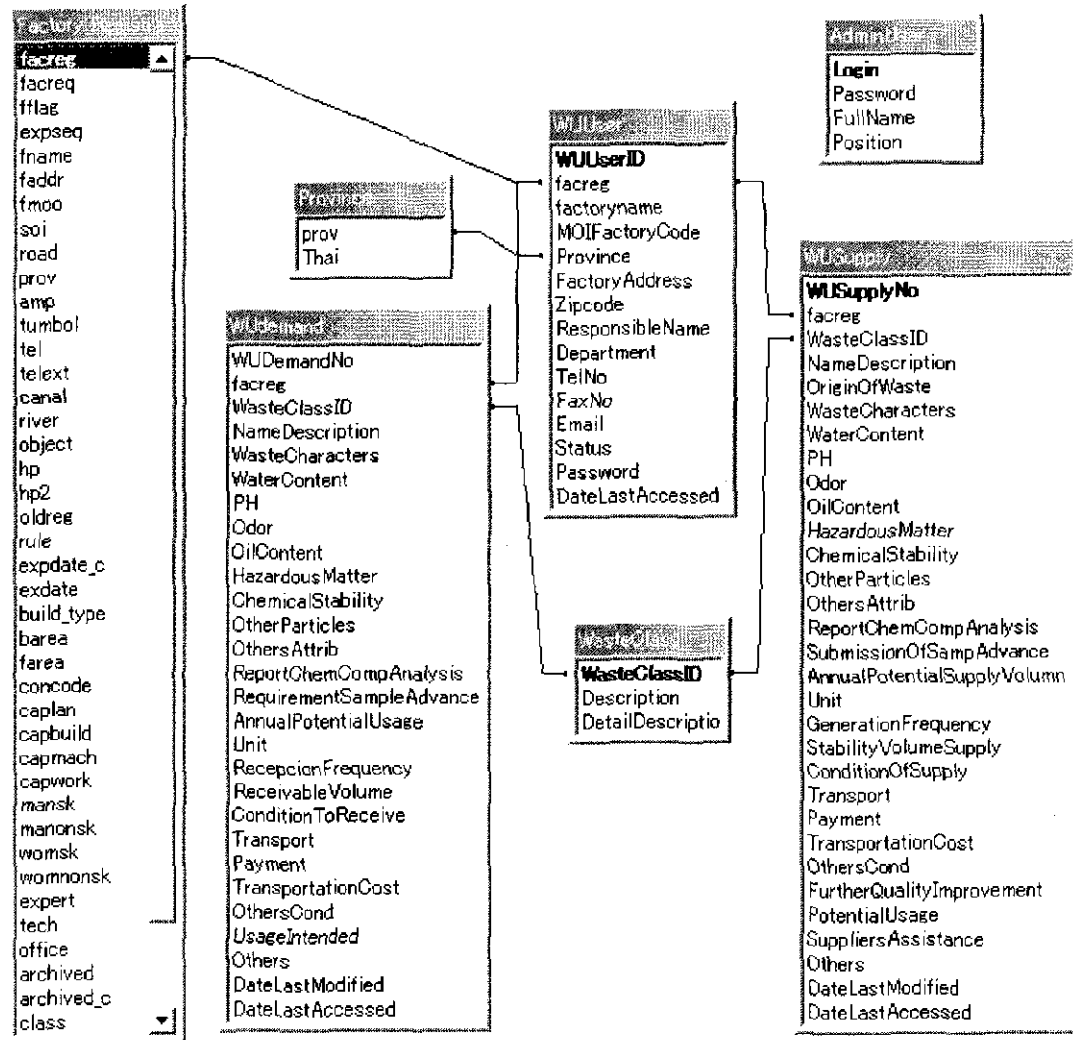 facreg
facreq
fflag
expseq
fname
faddr
fmoo
soi
road
prov
amp
tumbol
tel
telext
canal
river
object
hp
hp2
oldreg
rule
expdate_c
exdate
build_type
barea
farea
concode
caplan
capbuild
capmach
capwork
mansk
manonsk
womsk
womnonsk
expert
tech
office
archived
archived_c
class
Province
prov
Thai
WUdemand
WUDemandNo
facreg
WasteClassID
NameDescription
WasteCharacters
WaterContent
PH
Odor
OilContent
HazardousMatter
ChemicalStability
OtherParticles
OthersAttrib
ReportChemCompAnalysis
RequirementSampleAdvance
AnnualPotentialUsage
Unit
RecepcionFrequency
ReceivableVolume
ConditionToReceive
Transport
Payment
TransportationCost
OthersCond
UsageIntended
Others
DateLastModified
DateLastAccessed
WUUser
WUUserID
facreg
factoryname
MOIFactoryCode
Province
FactoryAddress
Zipcode
ResponsibleName
Department
TelNo
FaxNo
Email
Status
Password
DateLastAccessed
WasteClass
WasteClassID
Description
DetailDescriptio
AdminUser
Login
Password
FullName
Position
WUSupply
WUSupplyNo
facreg
WasteClassID
NameDescription
OriginOfWaste
WasteCharacters
WaterContent
PH
Odor
OilContent
HazardousMatter
ChemicalStability
OtherParticles
OthersAttrib
ReportChemCompAnalysis
SubmissionOfSampAdvance
AnnualPotentialSupplyVolumn
Unit
GenerationFrequency
StabilityVolumeSupply
ConditionOfSupply
Transport
Payment
TransportationCost
OthersCond
FurtherQualityImprovement
PotentialUsage
SuppliersAssistance
Others
DateLastModified
DateLastAccessed